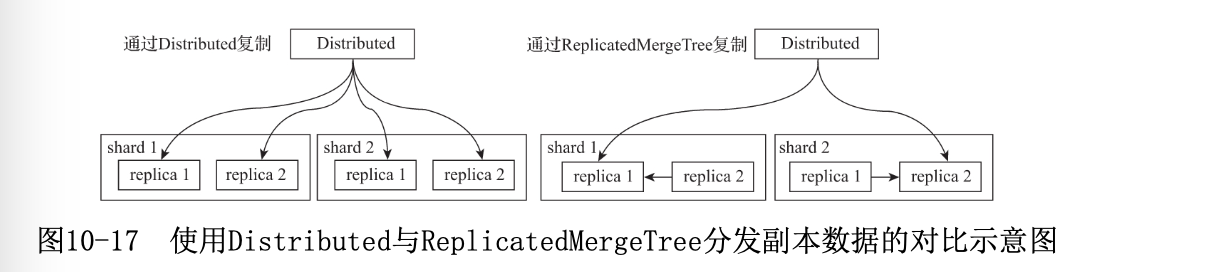 通过Distributed复制
Distributed
通过ReplicatedMergeTree复制
Distributed
shard 1
replica 1
replica 2
shard 2
replica 1
replica 2
shard 1
replica 1
replica 2
shard 2
replica 1
replica 2
图10-17 使用Distributed与ReplicatedMergeTree分发副本数据的对比示意图